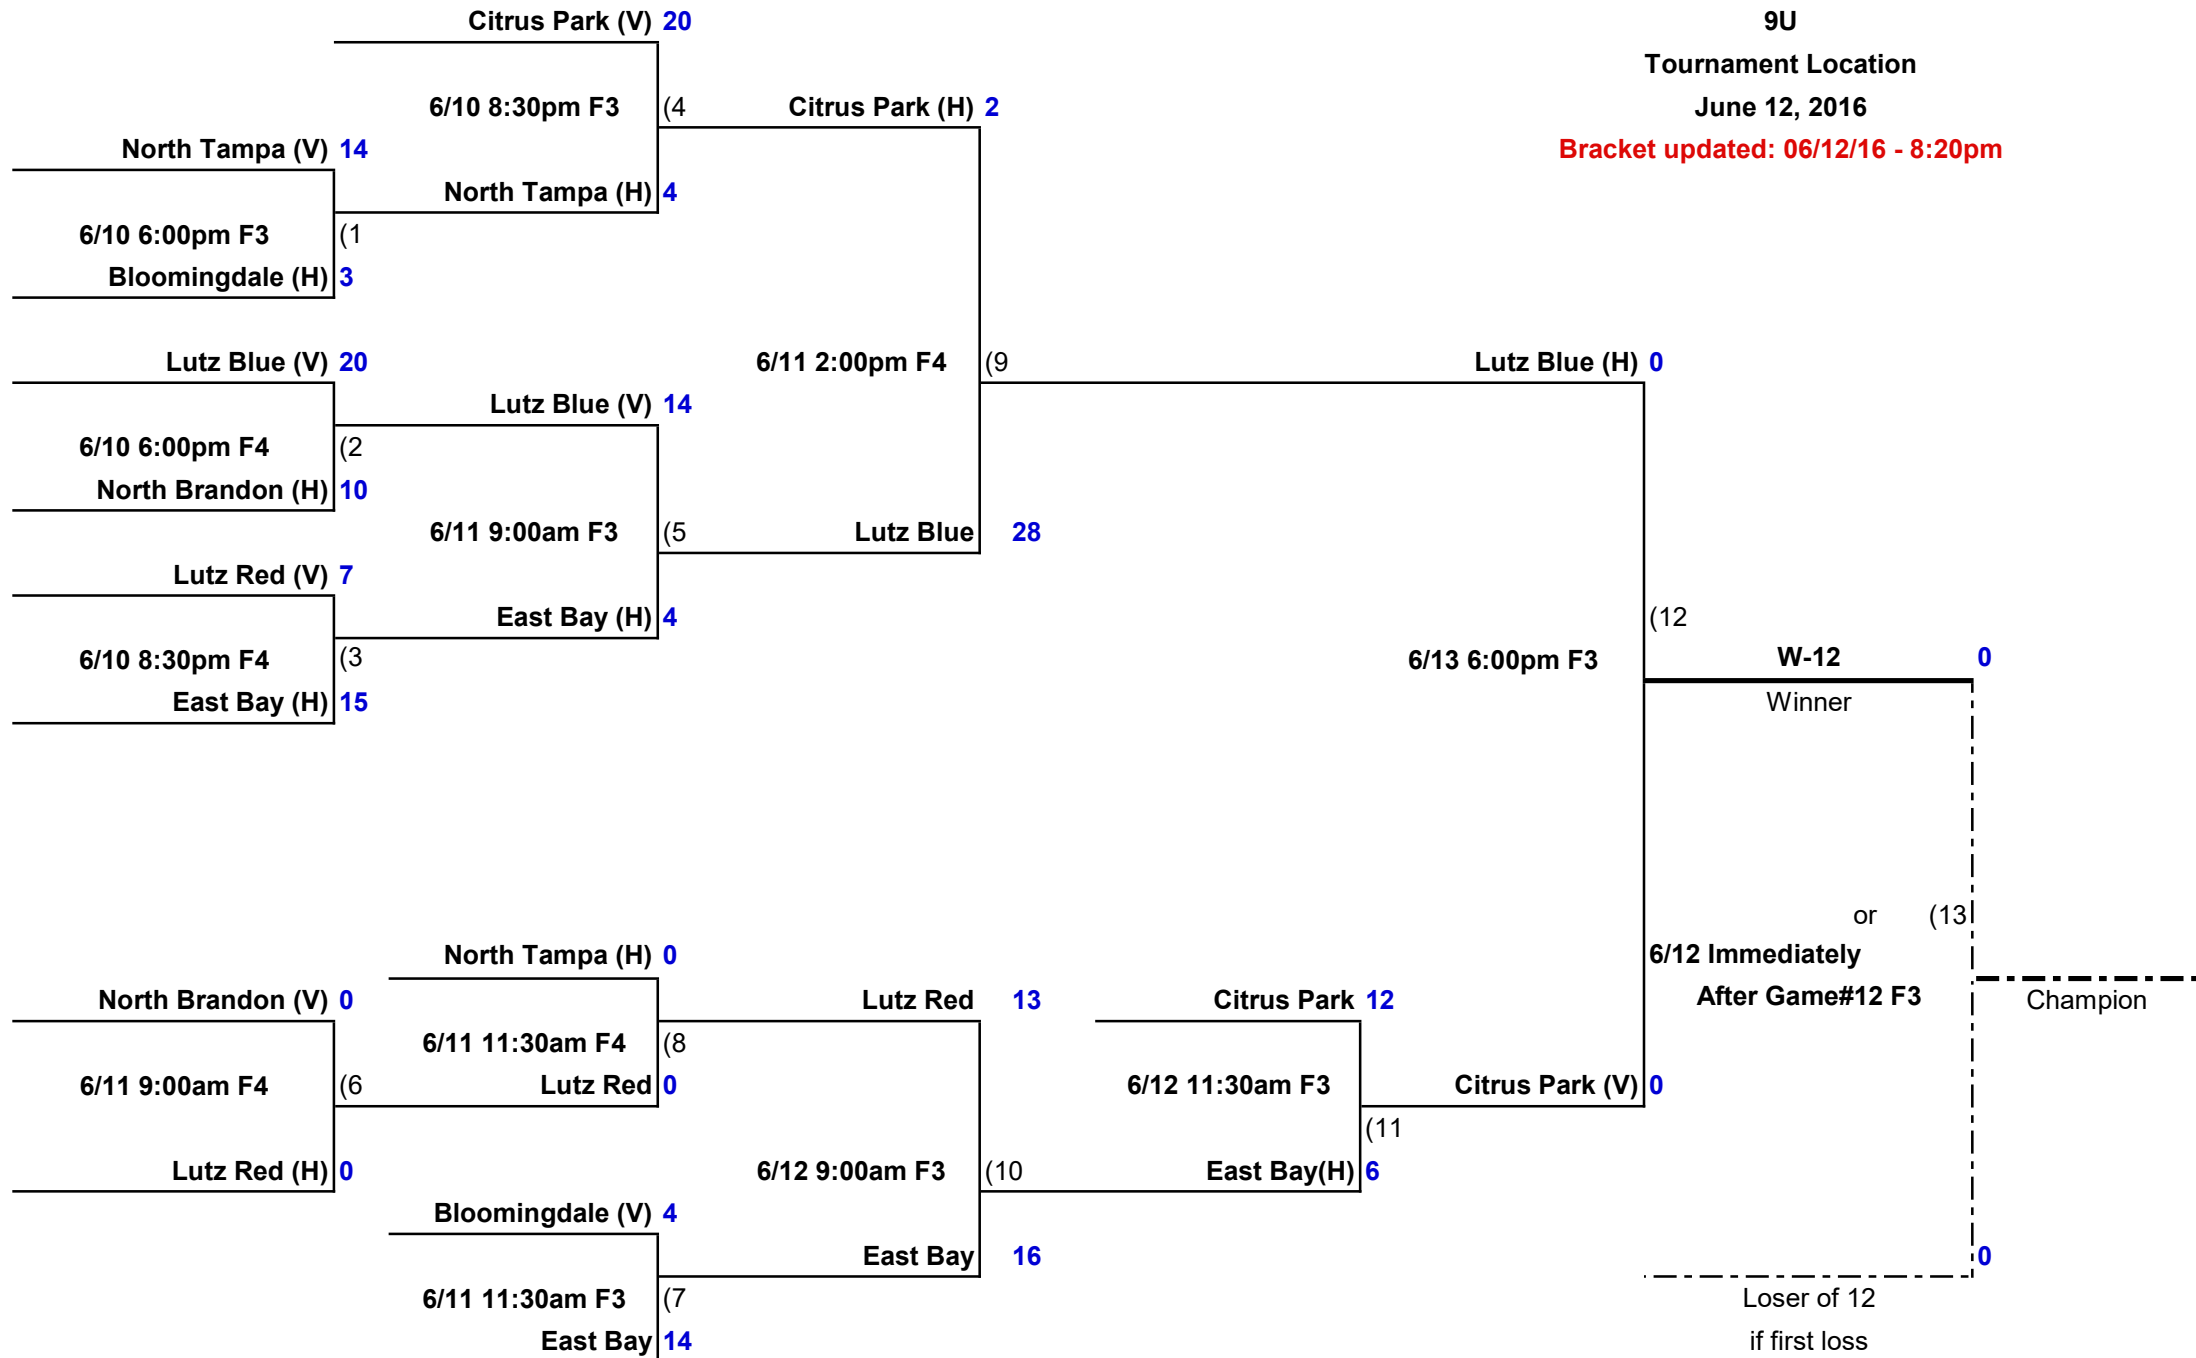 Citrus Park (V) 20
9U
Tournament Location
6/10 8:30pm F3 (4 Citrus Park (H) 2
June 12, 2016
North Tampa (V) 14
Bracket updated: 06/12/16 - 8:20pm
North Tampa (H) 4
6/10 6:00pm F3 (1
Bloomingdale (H) 3
Lutz Blue (V) 20
6/11 2:00pm F4 (9
Lutz Blue (H) 0
Lutz Blue (V) 14
6/10 6:00pm F4 (2
North Brandon (H) 10
6/11 9:00am F3 (5 Lutz Blue 28
Lutz Red (V) 7
East Bay (H) 4
(12
6/10 8:30pm F4 (3
6/13 6:00pm F3
W-12 0
East Bay (H) 15
Winner
or (13
North Tampa (H) 0
6/12 Immediately
North Brandon (V) 0
Lutz Red 13
Citrus Park 12
After Game#12 F3
Champion
6/11 11:30am F4 (8
6/11 9:00am F4 (6
Lutz Red 0
6/12 11:30am F3
Citrus Park (V) 0
(11
Lutz Red (H) 0
6/12 9:00am F3 (10
East Bay(H) 6
Bloomingdale (V) 4
East Bay 16
0
6/11 11:30am F3 (7
Loser of 12
East Bay 14
if first loss